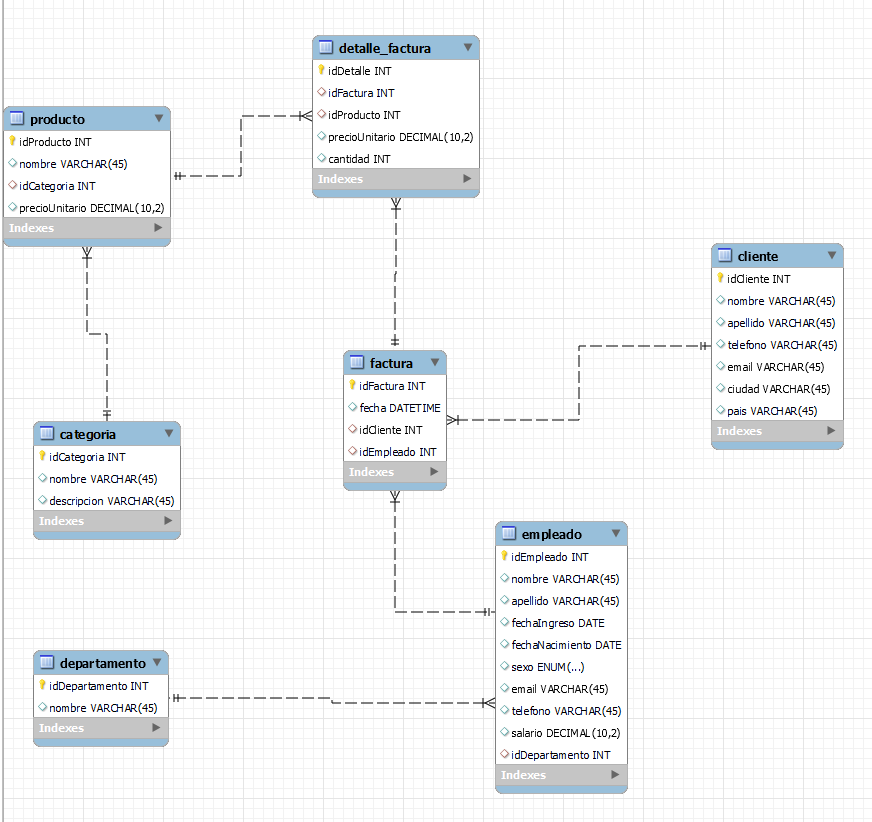 detalle_factura
idDetalle INT
idFactura INT
idProducto INT
precioUnitario DECIMAL(10,2)
cantidad INT
Indexes
producto
idProducto INT
nombre VARCHAR(45)
idCategoria INT
precioUnitario DECIMAL(10,2)
Indexes
cliente
idCliente INT
nombre VARCHAR(45)
apellido VARCHAR(45)
telefono VARCHAR(45)
email VARCHAR(45)
ciudad VARCHAR(45)
pais VARCHAR(45)
Indexes
factura
idFactura INT
fecha DATETIME
idCliente INT
idEmpleado INT
Indexes
categoria
idCategoria INT
nombre VARCHAR(45)
descripcion VARCHAR(45)
Indexes
empleado
idEmpleado INT
nombre VARCHAR(45)
apellido VARCHAR(45)
fechaIngreso DATE
fechaNacimiento DATE
sexo ENUM(...)
email VARCHAR(45)
telefono VARCHAR(45)
salario DECIMAL(10,2)
idDepartamento INT
Indexes
departamento
idDepartamento INT
nombre VARCHAR(45)
Indexes